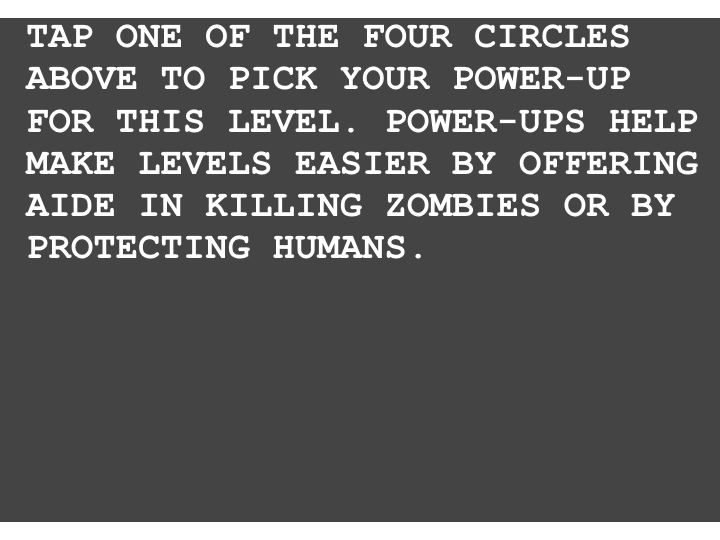 TAP ONE OF THE FOUR CIRCLES
ABOVE TO PICK YOUR POWER-UP
FOR THIS LEVEL. POWER-UPS HELP
MAKE LEVELS EASIER BY OFFERING
AIDE IN KILLING ZOMBIES OR BY
PROTECTING HUMANS.